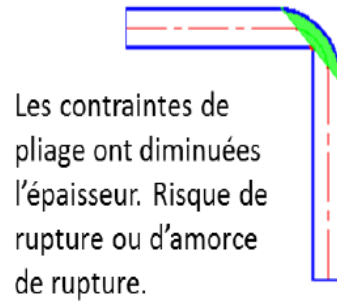 Les contraintes de
pliage ont diminuées
l'épaisseur. Risque de
rupture ou d'amorce
de rupture.